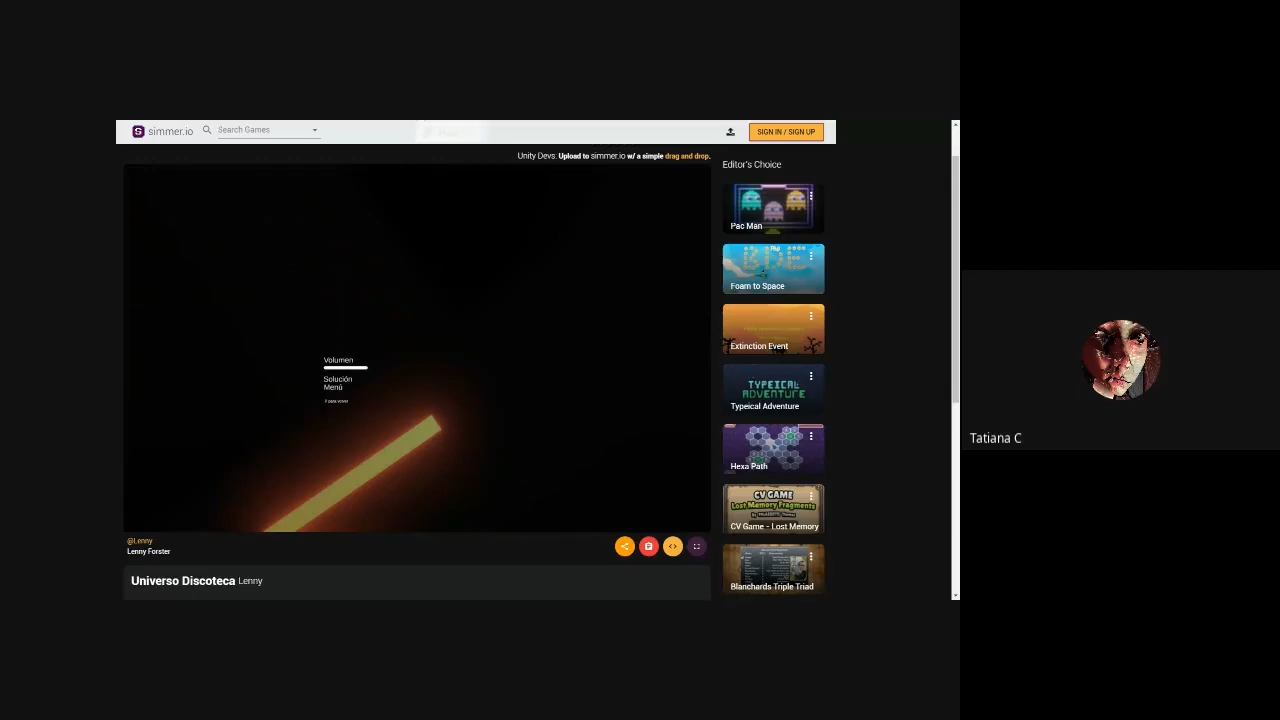 simmer.io
Search Games
SIGN IN / SIGN UP
Unity Devs: Upload to simmer.io w/ a simple drag and drop.
Editor's Choice
Pac Man
Foam to Space
Extinction Event
TYPEICAL
ADVENTURE
Typeical Adventure
Hexa Path
CV GAME
Lost Memory Fragments
CV Game - Lost Memory
Blanchards Triple Triad
Volumen
Solución
Menú
para volver
@Lenny
Lenny Forster
Universo Discoteca Lenny
Tatiana C